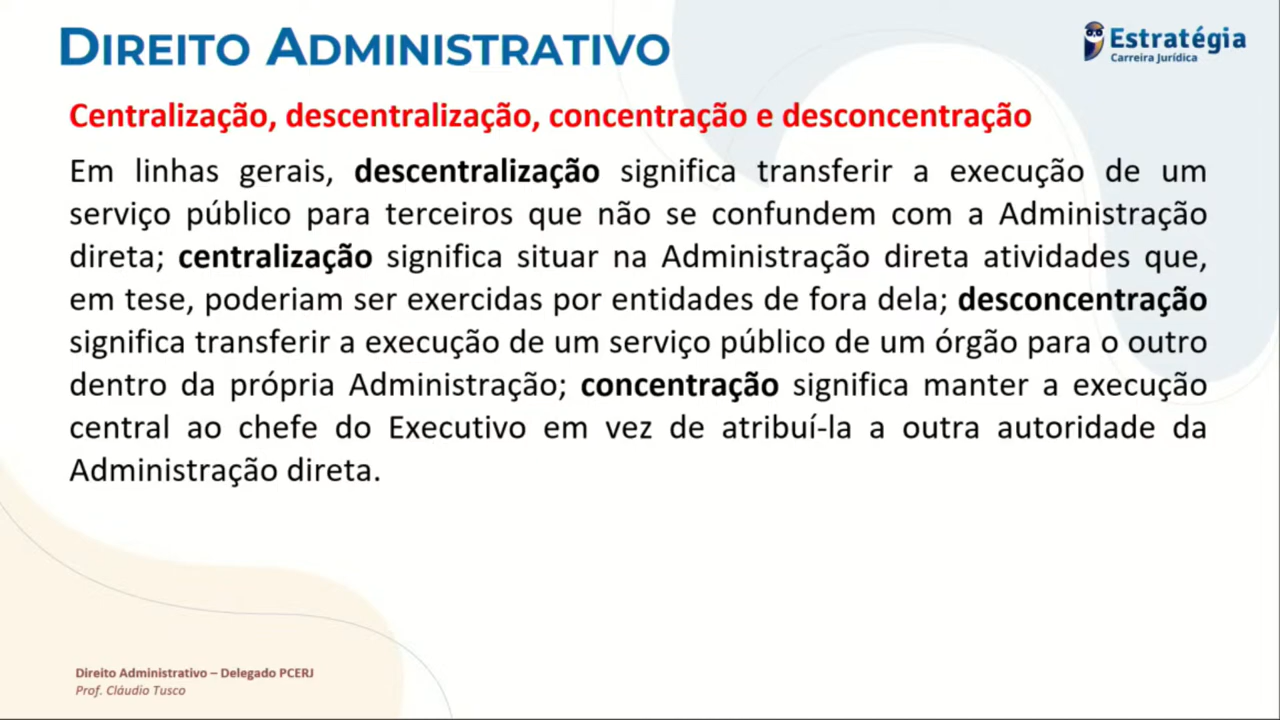 DIREITO ADMINISTRATIVO
Estratégia
Carreira Jurídica
Centralização, descentralização, concentração e desconcentração
Em linhas gerais, descentralização significa transferir a execução de um
serviço público para terceiros que não se confundem com a Administração
direta; centralização significa situar na Administração direta atividades que,
em tese, poderiam ser exercidas por entidades de fora dela; desconcentração
significa transferir a execução de um serviço público de um órgão para o outro
dentro da própria Administração; concentração significa manter a execução
central ao chefe do Executivo em vez de atribuí-la a outra autoridade da
Administração direta.
Direito Administrativo – Delegado PCERJ
Prof. Cláudio Tusco